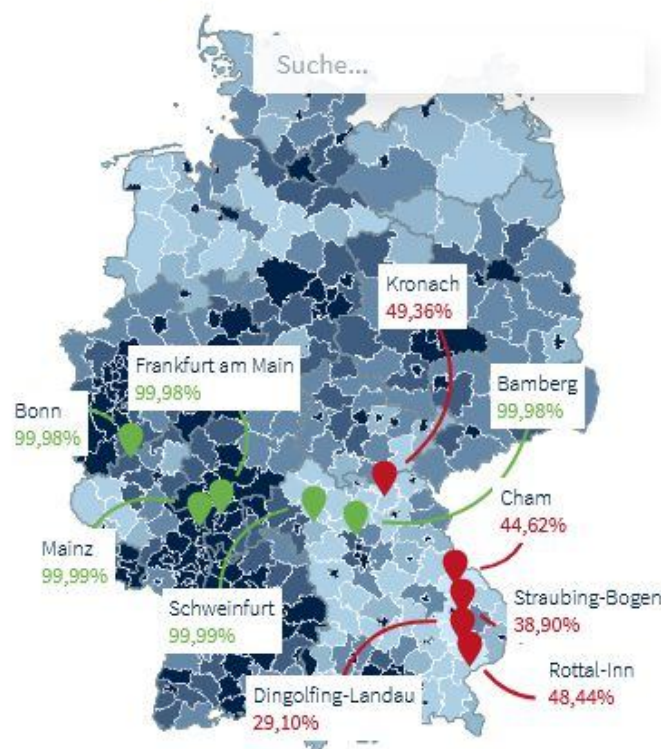 Suche...
Kronach
49,36%
Frankfurt am Main
99,98%
Bamberg
99,98%
Bonn
99,98%
Cham
44,62%
Mainz
99,99%
Schweinfurt
99,99%
Straubing-Bogen
38,90%
Rottal-Inn
48,44%
Dingolfing-Landau
29,10%